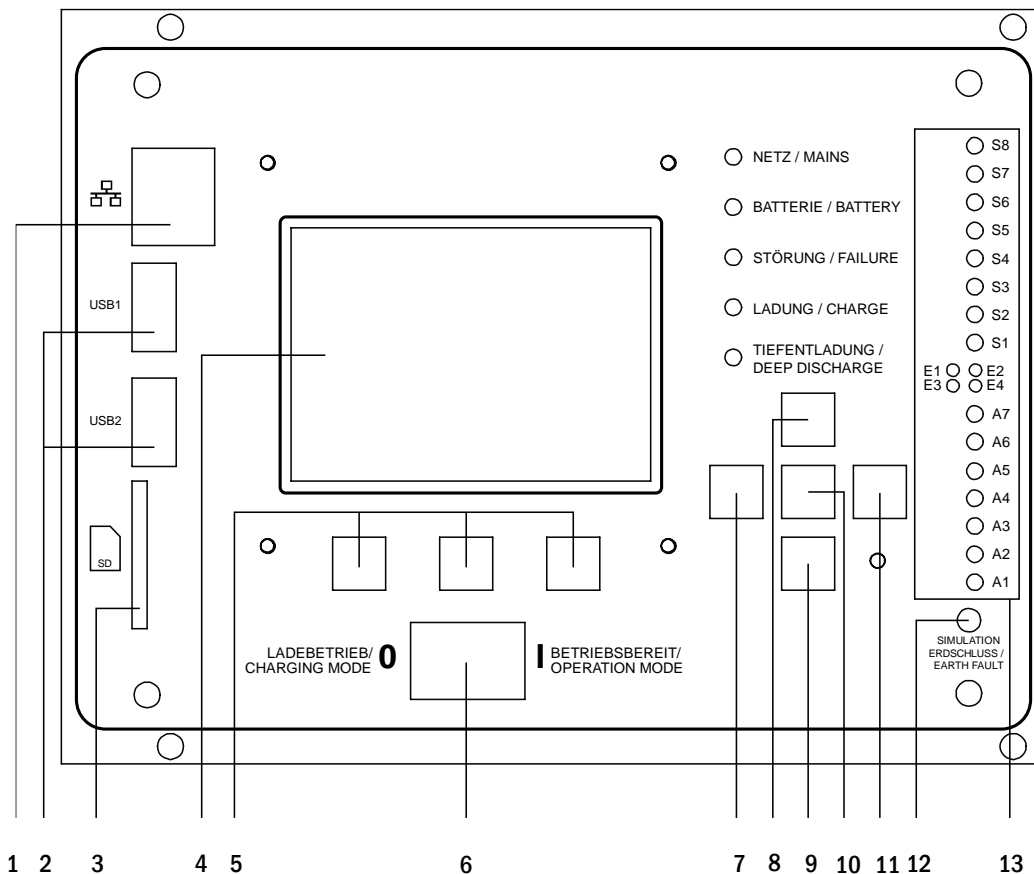 USB1
USB2
SD
NETZ / MAINS
BATTERIE / BATTERY
STÖRUNG / FAILURE
LADUNG / CHARGE
TIEFENTLADUNG /
DEEP DISCHARGE
S8
S7
S6
S5
S4
S3
S2
S1
E1 E2
E3 E4
A7
A6
A5
A4
A3
A2
A1
LADEBETRIEB/
CHARGING MODE 0
I BETRIEBSBEREIT/
OPERATION MODE
SIMULATION
ERDSCHLUSS /
EARTH FAULT
1 2 3 4 5 6 7 8 9 10 11 12 13